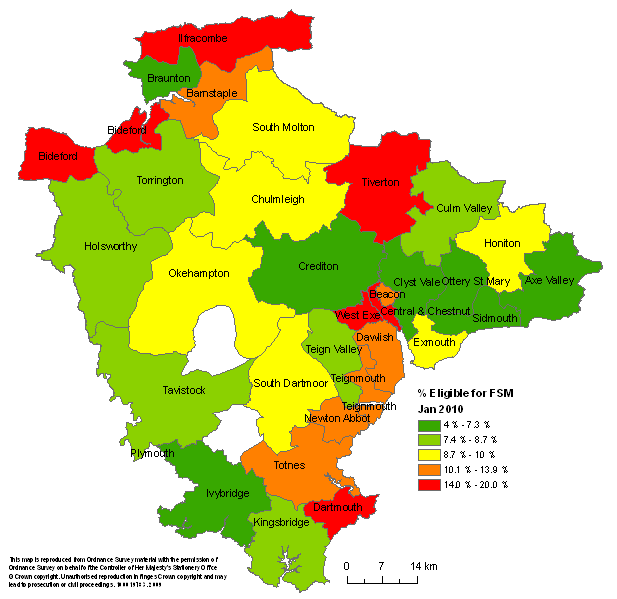 Ilfracombe
Braunton
Barnstaple
South Molton
Bideford
Bideford
Torrington
Chulmleigh
Tiverton
Culm Valley
Holsworthy
Honiton
Okehampton
Crediton
Clyst Vale
Ottery St Mary
Axe Valley
Beacon
West Exe
Central & Chestnut
Sidmouth
Dawlish
Exmouth
Teign Valley
Teignmouth
Tavistock
South Dartmoor
Teignmouth
Newton Abbot
Plymouth
Totnes
Ivybridge
Dartmouth
Kingsbridge
% Eligible for FSM
Jan 2010
4 % - 7.3 %
7.4 % - 8.7 %
8.7 % - 10 %
10.1 % - 13.9 %
14.0 % - 20.0 %
0 7 14 km
This map is reproduced from Ordnance Survey material with the permission of
Ordnance Survey on behalf of the Controller of Her Majesty's Stationery Office
© Crown copyright. Unauthorised reproduction infringes Crown copyright and may
lead to prosecution or civil proceedings.